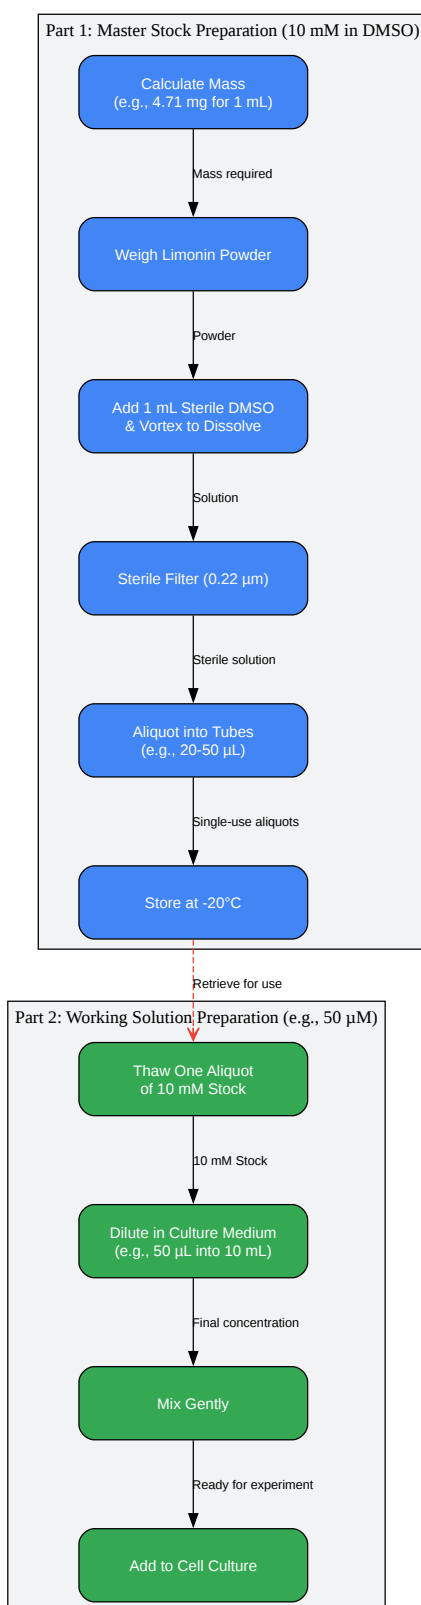 Part 1: Master Stock Preparation (10 mM in DMSO)
Calculate Mass
(e.g., 4.71 mg for 1 mL)
Mass required
Weigh Limonin Powder
Powder
Add 1 mL Sterile DMSO
& Vortex to Dissolve
Solution
Sterile Filter (0.22 µm)
Sterile solution
Aliquot into Tubes
(e.g., 20-50 µL)
Single-use aliquots
Store at -20°C
Retrieve for use
Part 2: Working Solution Preparation (e.g., 50 µM)
Thaw One Aliquot
of 10 mM Stock
10 mM Stock
Dilute in Culture Medium
(e.g., 50 µL into 10 mL)
Final concentration
Mix Gently
Ready for experiment
Add to Cell Culture